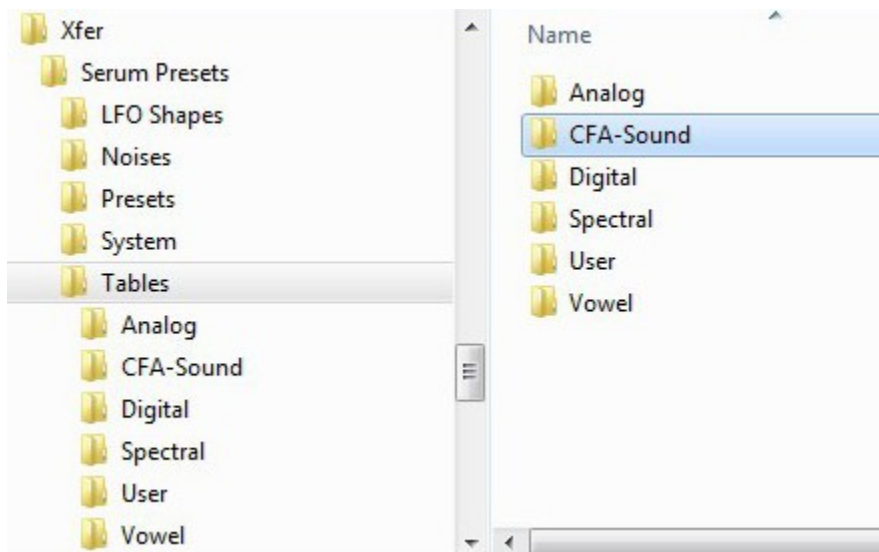 Xfer
Serum Presets
LFO Shapes
Noises
Presets
System
Tables
Analog
CFA-Sound
Digital
Spectral
User
Vowel
Name
Analog
CFA-Sound
Digital
Spectral
User
Vowel